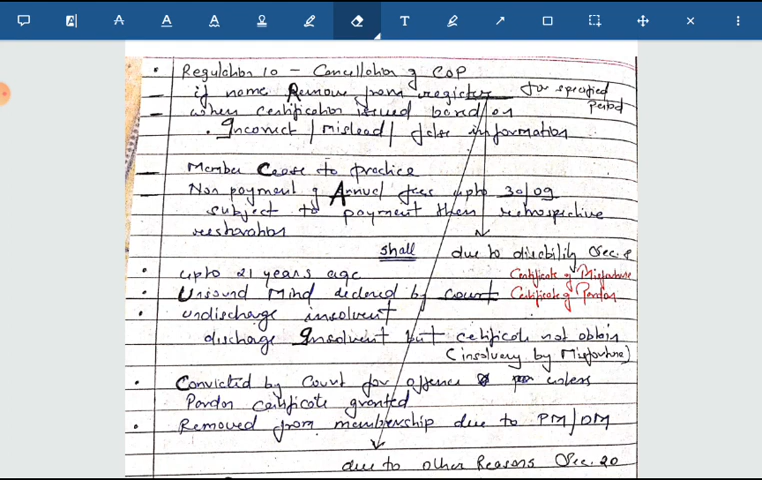 Regulation 10 - Cancellation of COP
if name Remove from register for specified
Period
when certification issued based on
Incorrect / mislead / false information
Member Cease to practice
Non payment of Annual fees upto 30/09
subject to payment then retrospective
restoration
shall due to disability Sec. 8
upto 21 years age Certificate of Misfortune
Unsound Mind declared by court Certificate of Pardon
undischarge insolvent
discharge Insolvent but cetificate not obtain
(insolvency by Misfortune)
Convicted by Court for offence unless
Pardon certificate granted
Removed from membership due to PM/OM
due to other Reasons Sec. 20